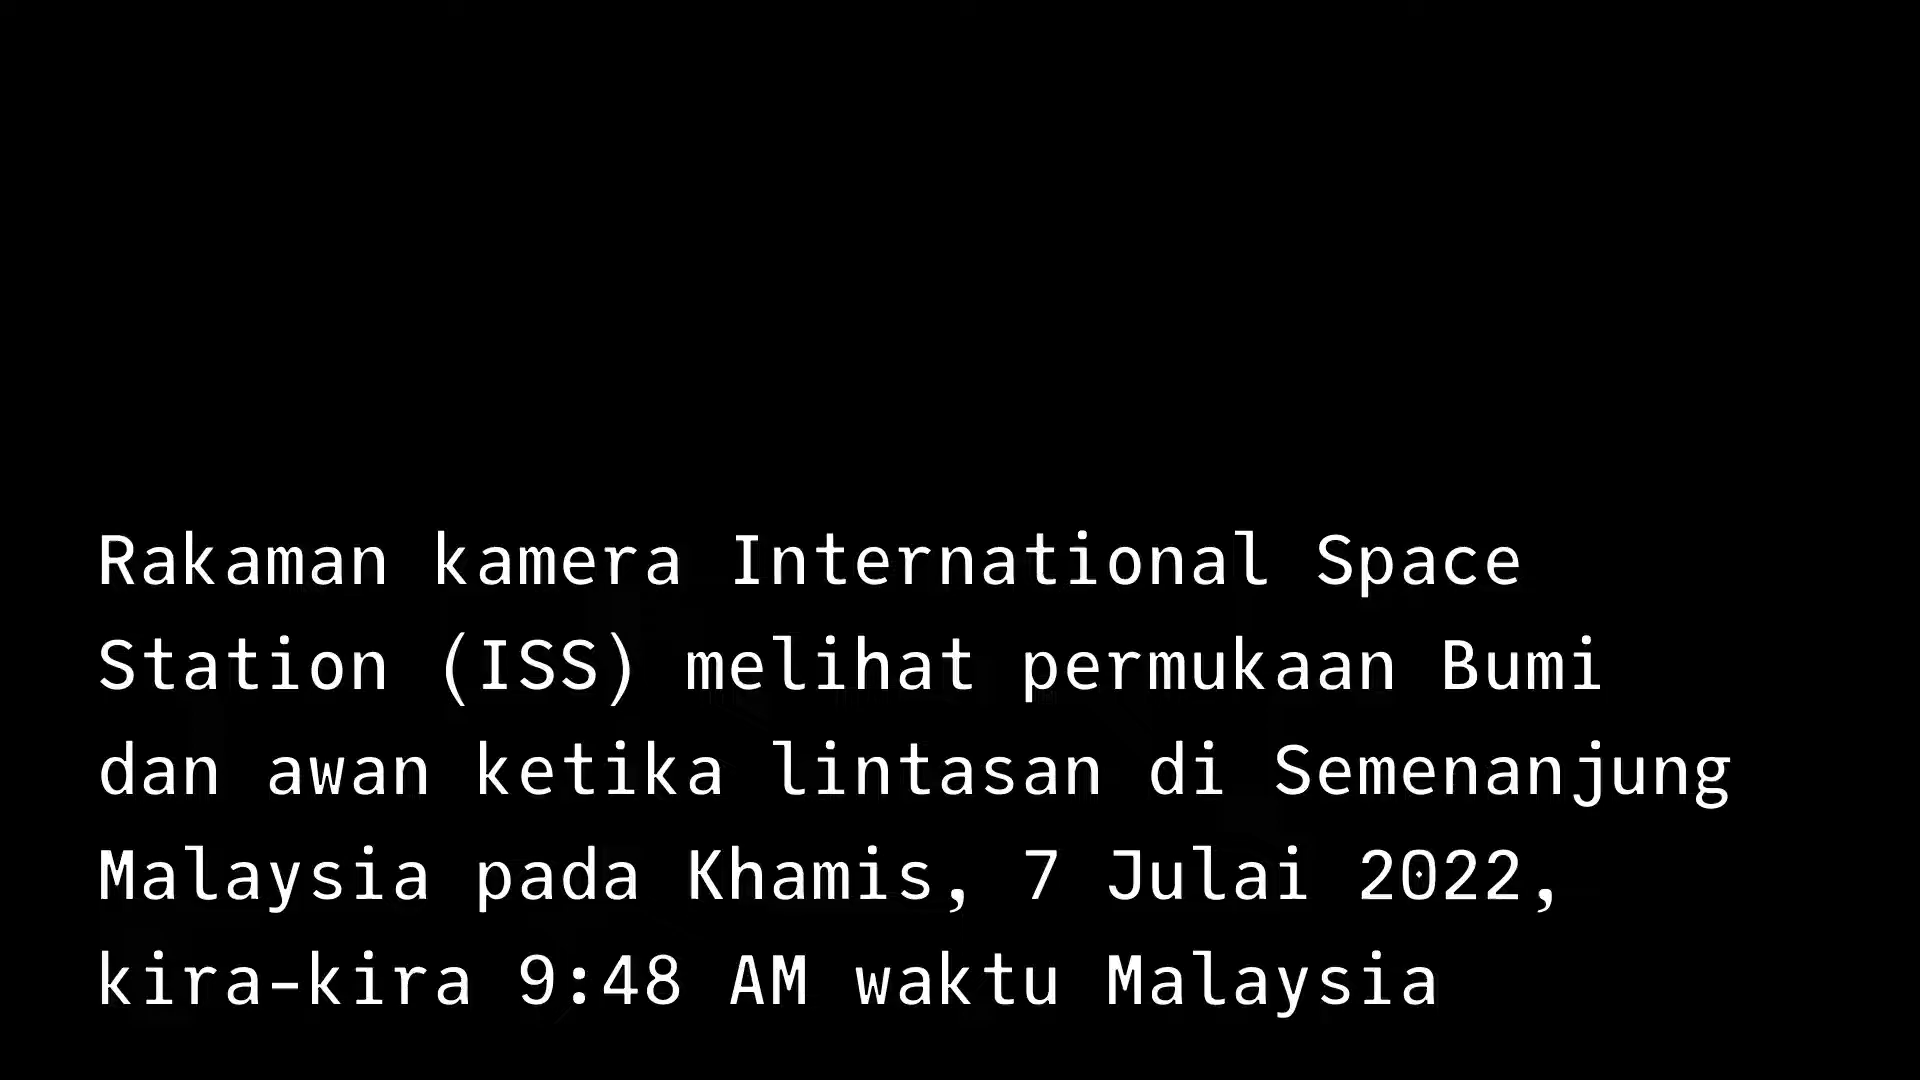 Rakaman kamera International Space
Station (ISS) melihat permukaan Bumi
dan awan ketika lintasan di Semenanjung
Malaysia pada Khamis, 7 Julai 2022,
kira-kira 9:48 AM waktu Malaysia